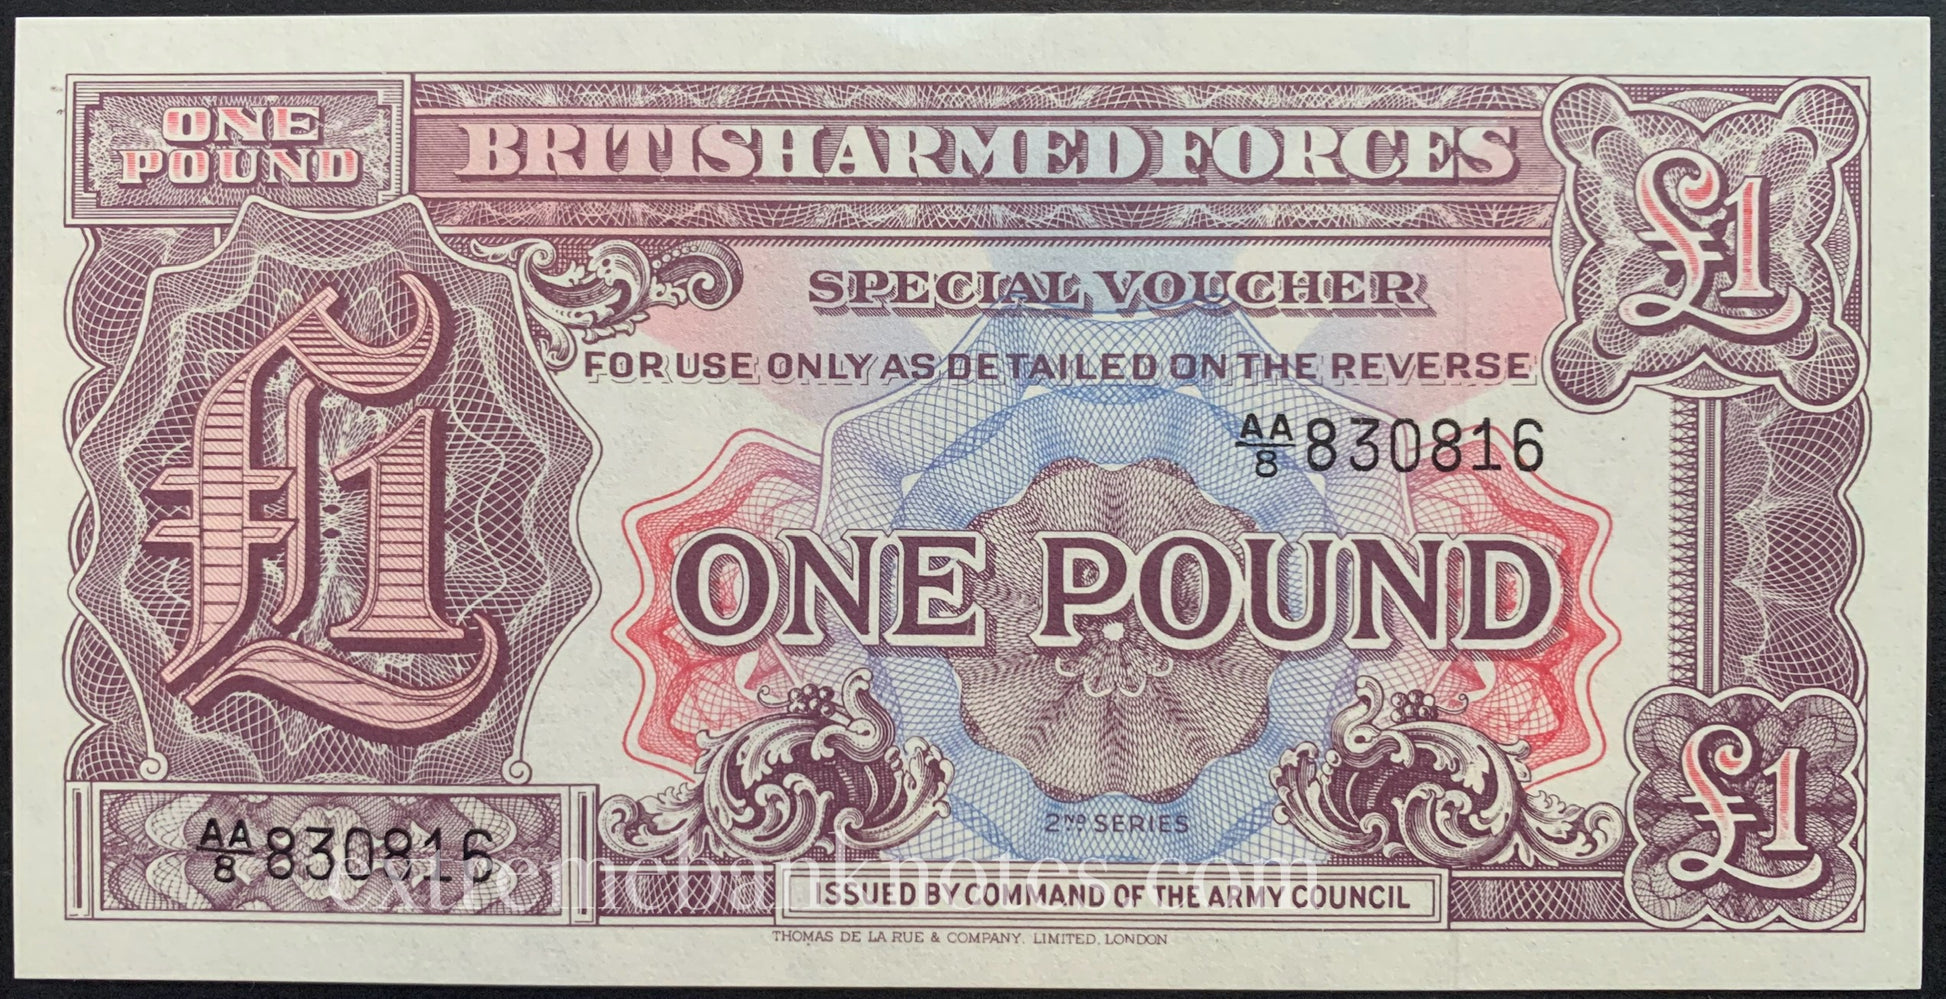 ONE
POUND
BRITISH ARMED FORCES
£1
SPECIAL VOUCHER
FOR USE ONLY AS DETAILED ON THE REVERSE
AA/8 830816
£1
ONE POUND
2ND SERIES
£1
AA/8 830816
extremebanknotes.com
ISSUED BY COMMAND OF THE ARMY COUNCIL
THOMAS DE LA RUE & COMPANY, LIMITED, LONDON